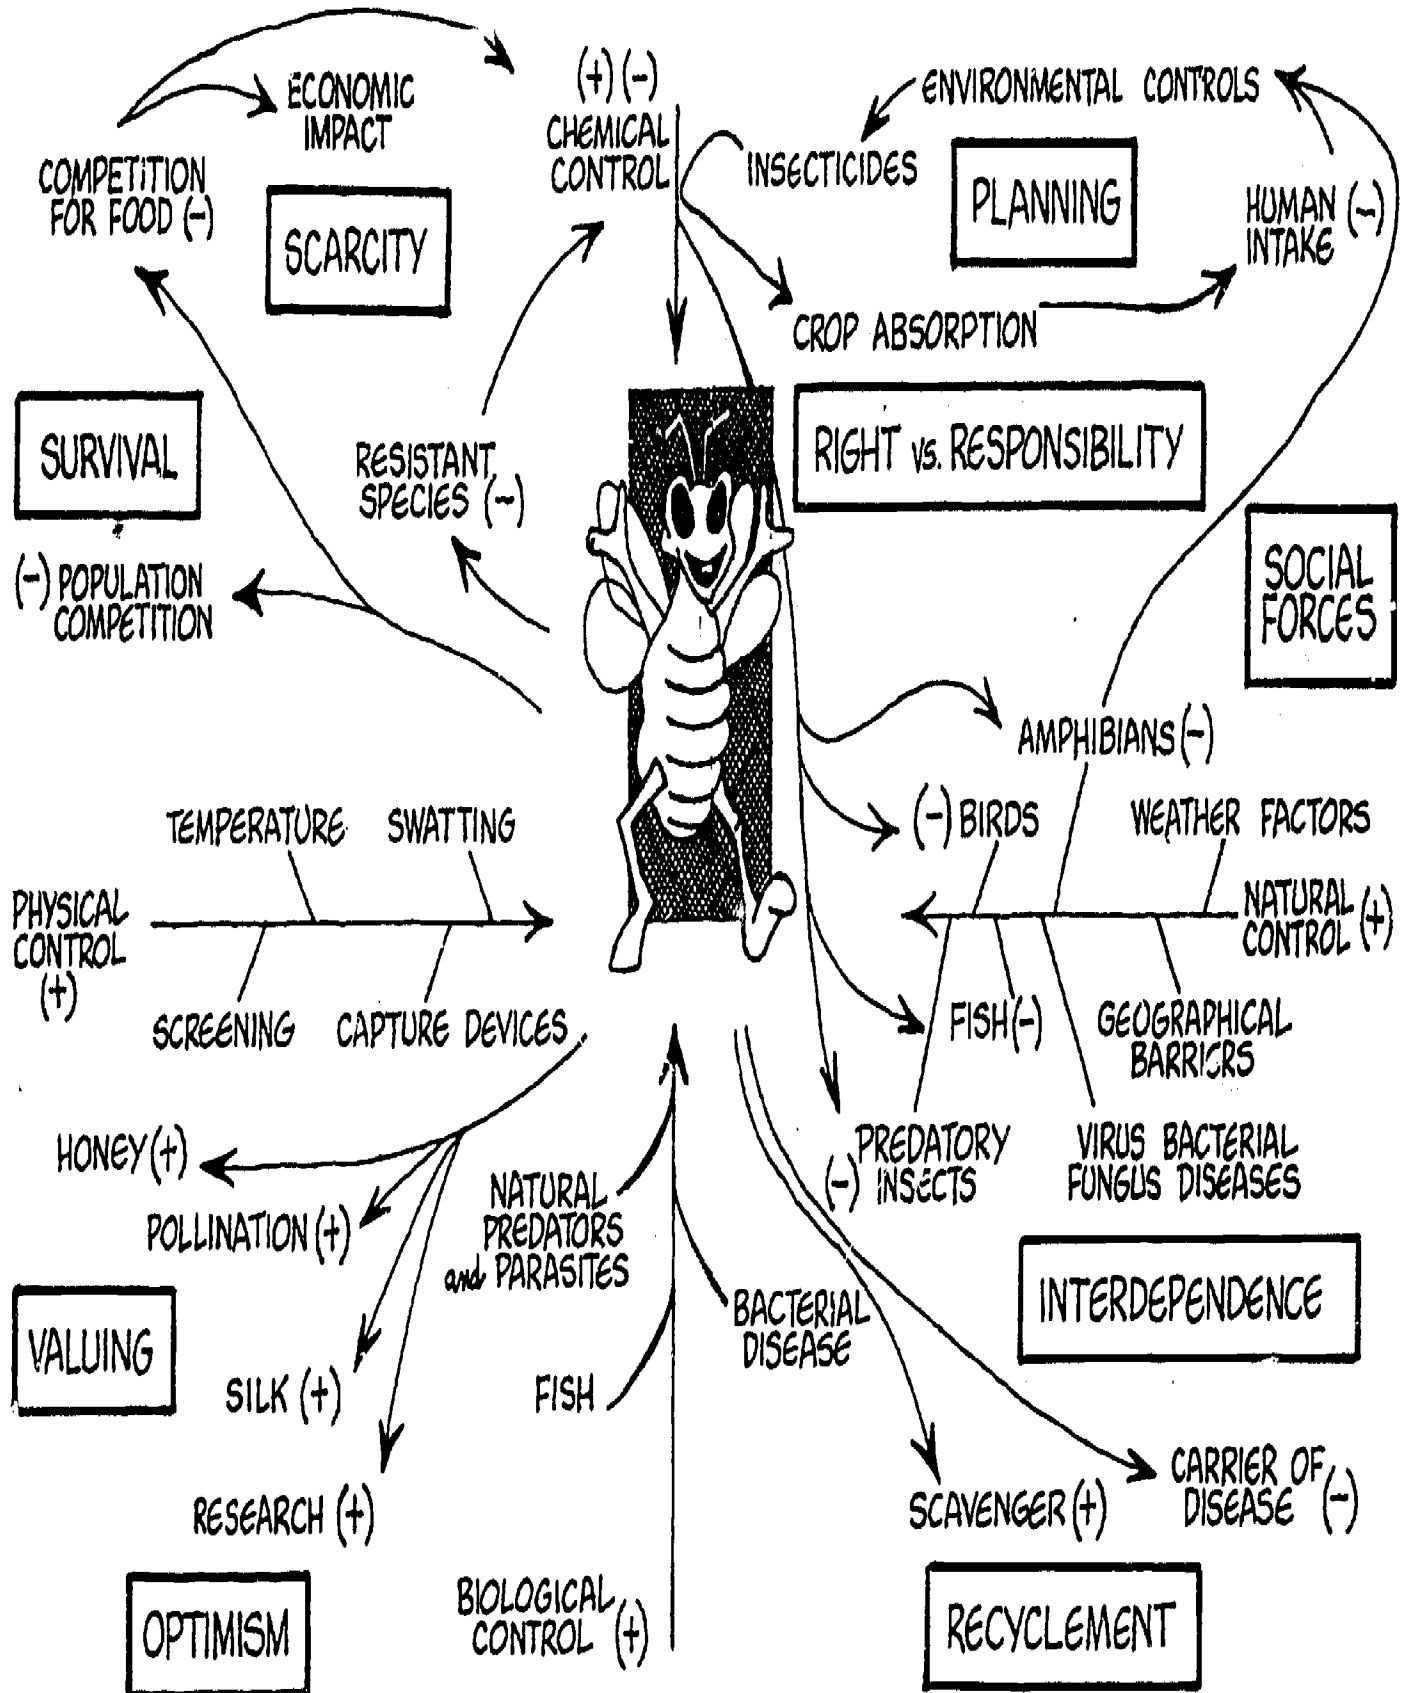 (+) (-)
CHEMICAL
CONTROL
ECONOMIC
IMPACT
COMPETITION
FOR FOOD (-)
SCARCITY
ENVIRONMENTAL CONTROLS
INSECTICIDES
PLANNING
HUMAN (-)
INTAKE
CROP ABSORPTION
RIGHT vs. RESPONSIBILITY
SURVIVAL
RESISTANT
SPECIES (-)
(-) POPULATION
COMPETITION
SOCIAL
FORCES
AMPHIBIANS (-)
(-) BIRDS
WEATHER FACTORS
TEMPERATURE
SWATTING
PHYSICAL
CONTROL
(+)
NATURAL
CONTROL (+)
SCREENING
CAPTURE DEVICES
FISH (-)
GEOGRAPHICAL
BARRIERS
HONEY (+)
POLLINATION (+)
NATURAL
PREDATORS
and PARASITES
PREDATORY
(-) INSECTS
VIRUS BACTERIAL
FUNGUS DISEASES
INTERDEPENDENCE
VALUING
BACTERIAL
DISEASE
SILK (+)
FISH
RESEARCH (+)
SCAVENGER (+)
CARRIER OF
DISEASE (-)
OPTIMISM
BIOLOGICAL
CONTROL (+)
RECYCLEMENT